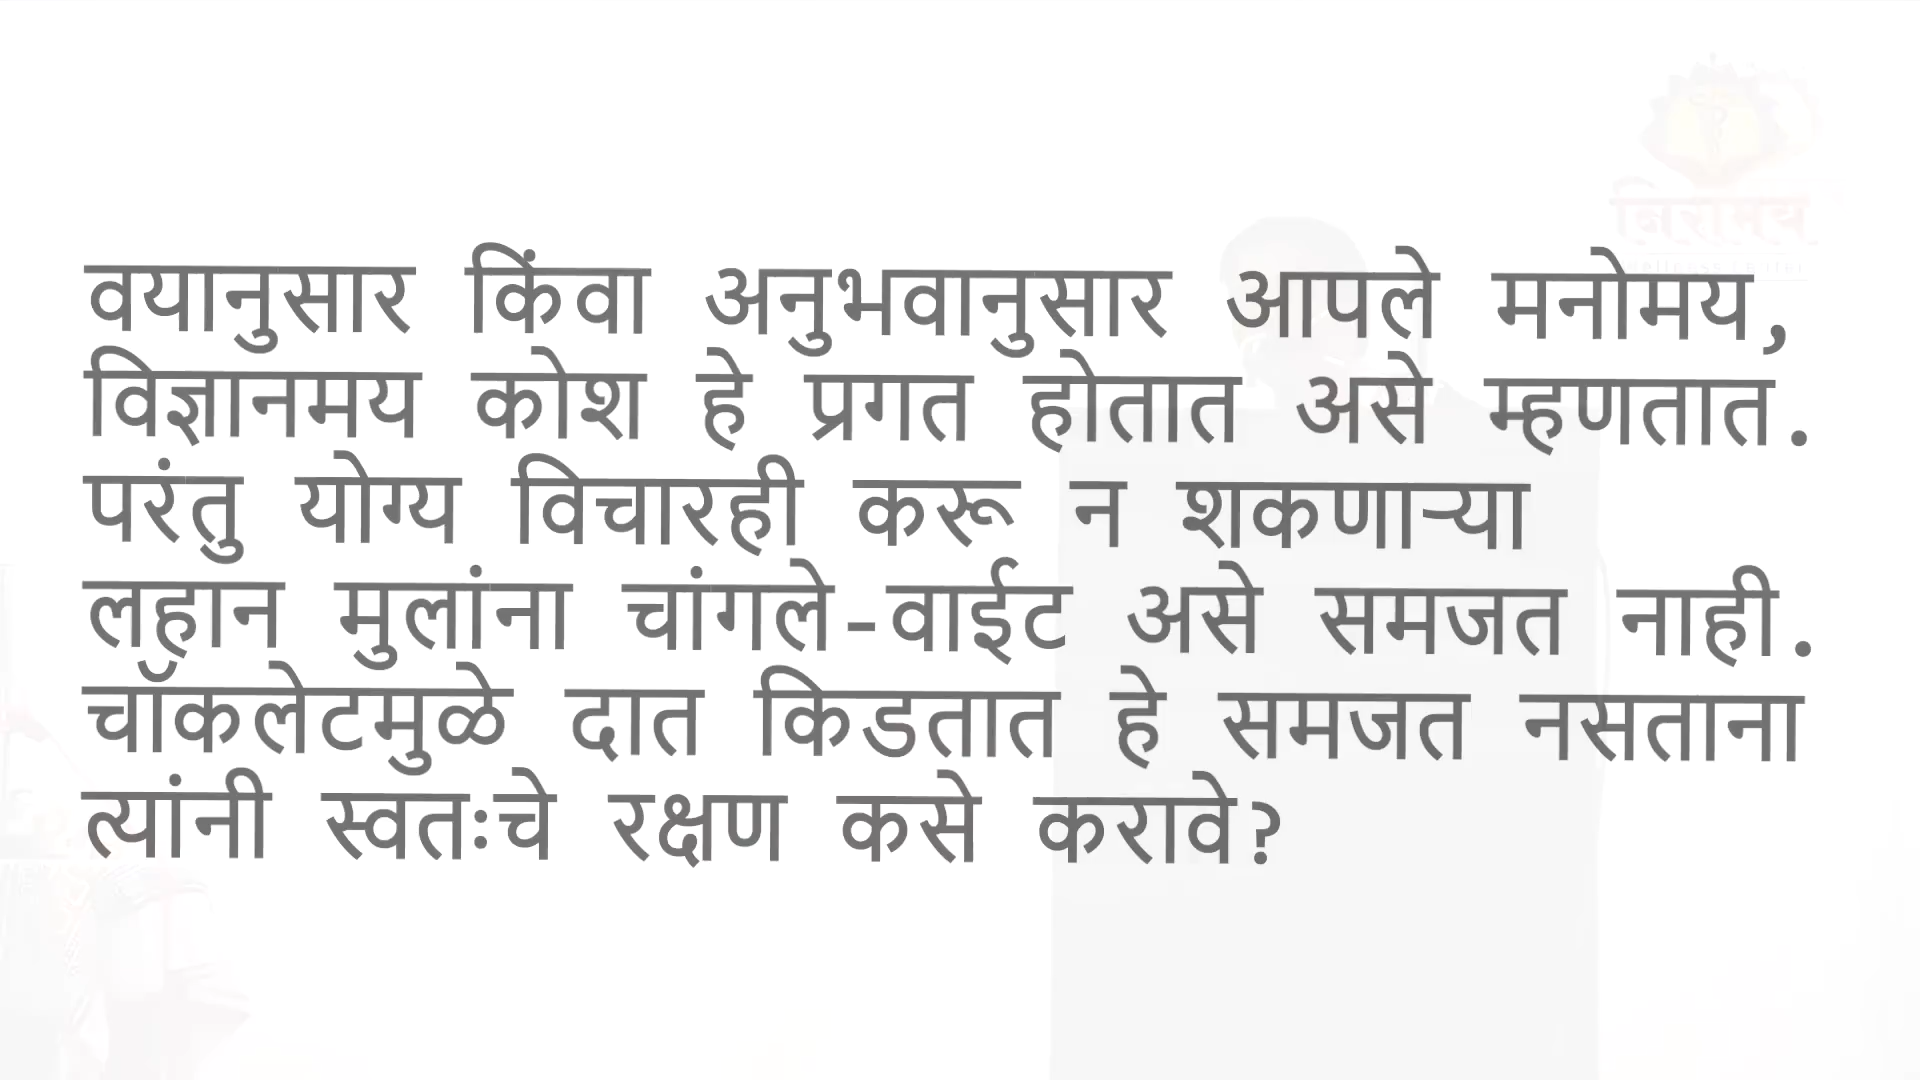 निरामय
वयानुसार किंवा अनुभवानुसार आपले मनोमय,
विज्ञानमय कोश हे प्रगत होतात असे म्हणतात.
परंतु योग्य विचारही करू न शकणाऱ्या
लहान मुलांना चांगले-वाईट असे समजत नाही.
चॉकलेटमुळे दात किडतात हे समजत नसताना
त्यांनी स्वतःचे रक्षण कसे करावे?